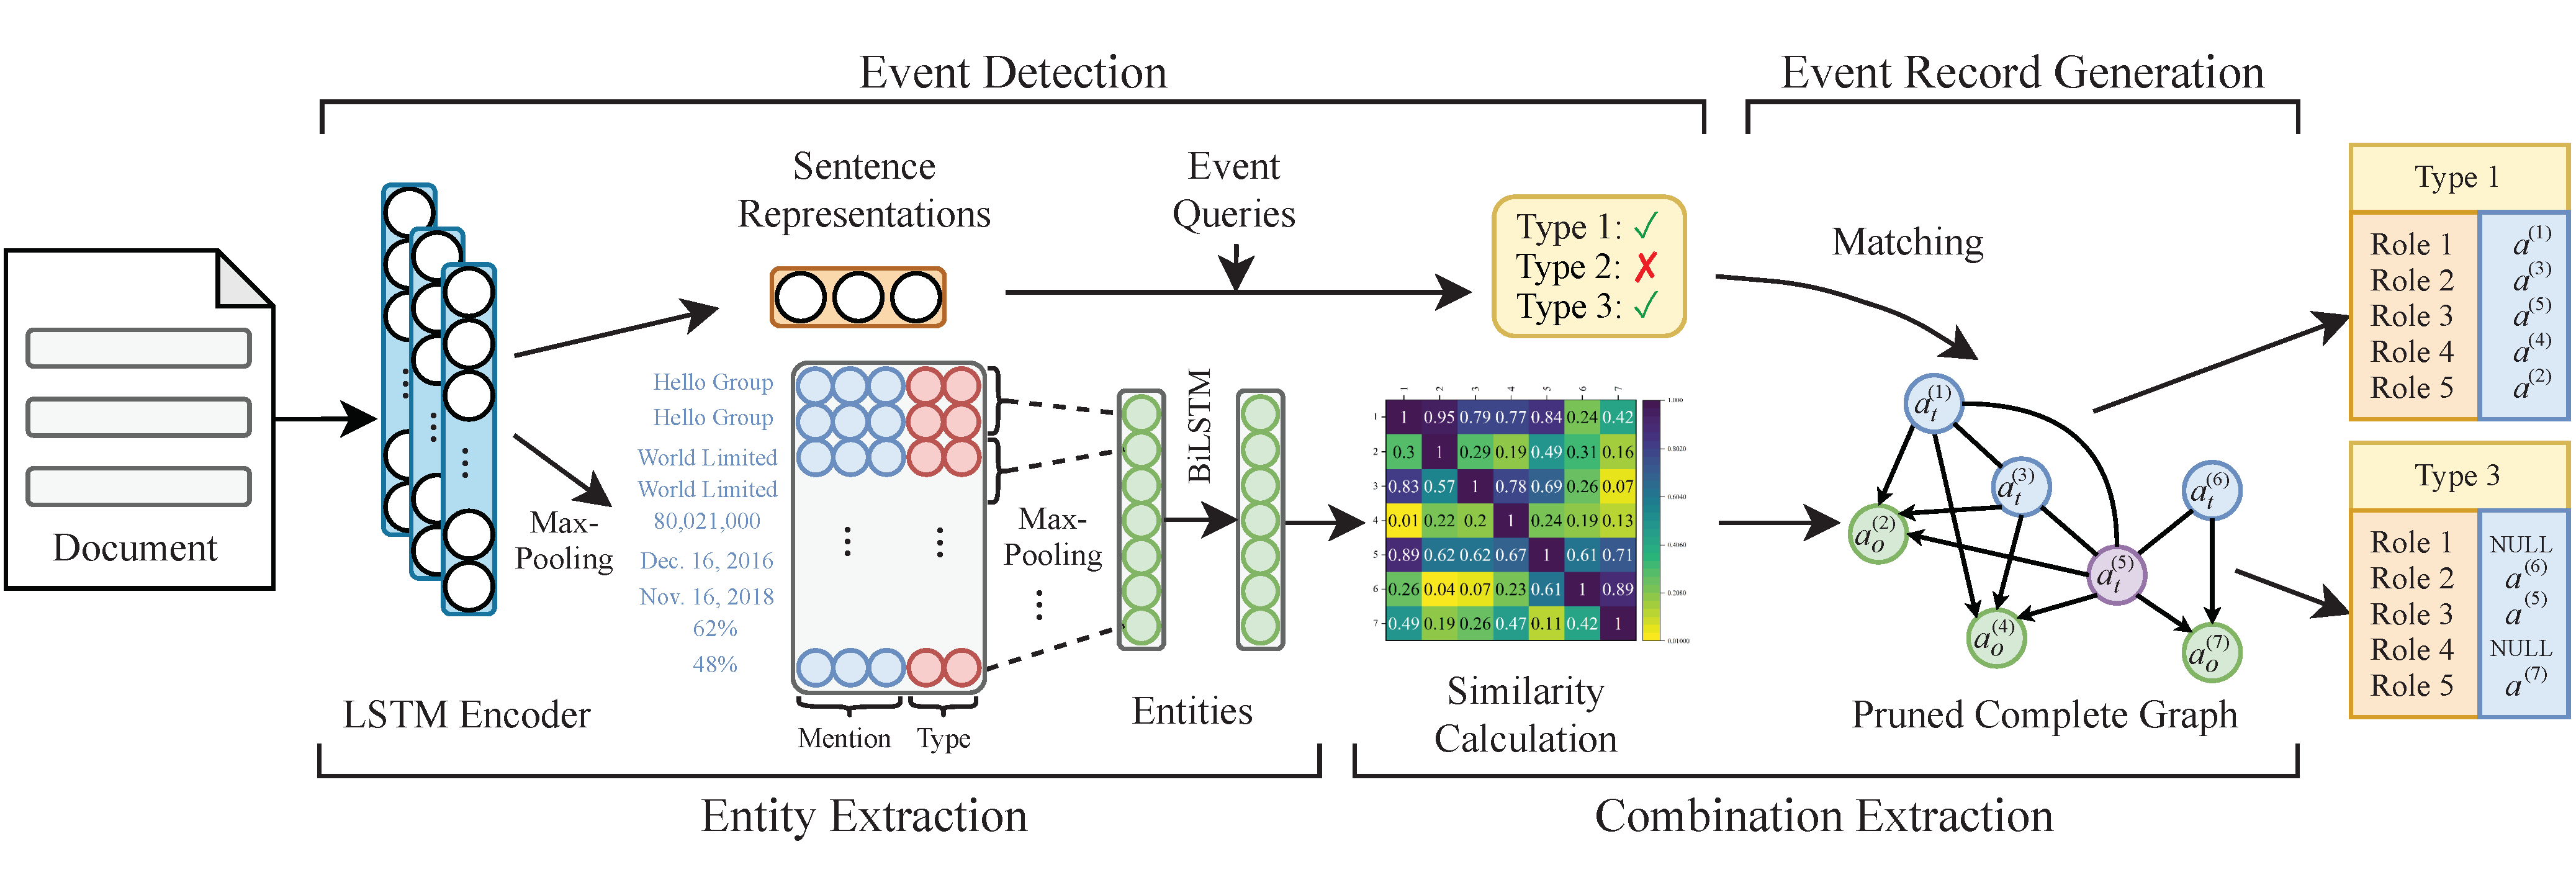 Event Detection
Event Record Generation
Sentence
Representations
Event
Queries
Type 1: ✓
Type 2: ✗
Type 3: ✓
Matching
Document
LSTM Encoder
Max-
Pooling
Hello Group
Hello Group
World Limited
World Limited
80,021,000
Dec. 16, 2016
Nov. 16, 2018
62%
48%
Mention
Type
Max-
Pooling
BiLSTM
Entities
1 2 3 4 5 6 7
1 1 0.95 0.79 0.77 0.84 0.24 0.42
2 0.3 1 0.29 0.19 0.49 0.31 0.16
3 0.83 0.57 1 0.78 0.69 0.26 0.07
4 0.01 0.22 0.2 1 0.24 0.19 0.13
5 0.89 0.62 0.62 0.67 1 0.61 0.71
6 0.26 0.04 0.07 0.23 0.61 1 0.89
7 0.49 0.19 0.26 0.47 0.11 0.42 1
1.000
0.8020
0.6040
0.4060
0.2080
0.01000
Similarity
Calculation
a_t^(1)
a_t^(3)
a_t^(6)
a_o^(2)
a_t^(5)
a_o^(4)
a_o^(7)
Pruned Complete Graph
Type 1
Role 1 a^(1)
Role 2 a^(3)
Role 3 a^(5)
Role 4 a^(4)
Role 5 a^(2)
Type 3
Role 1 NULL
Role 2 a^(6)
Role 3 a^(5)
Role 4 NULL
Role 5 a^(7)
Entity Extraction
Combination Extraction